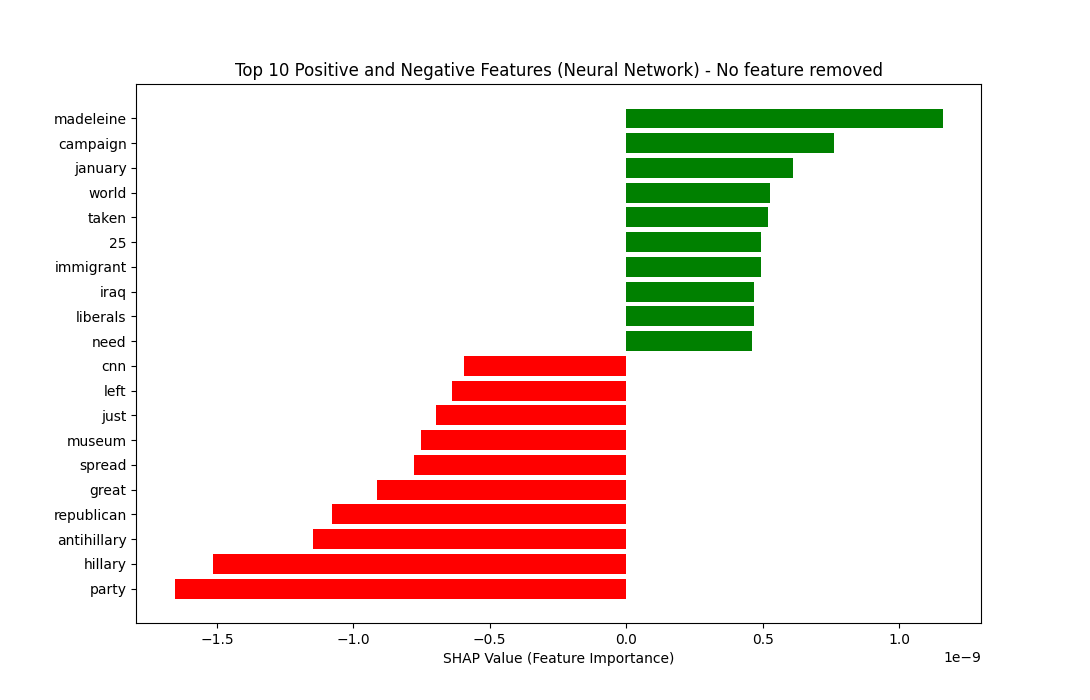 Top 10 Positive and Negative Features (Neural Network) - No feature removed
madeleine
campaign
january
world
taken
25
immigrant
iraq
liberals
need
cnn
left
just
museum
spread
great
republican
antihillary
hillary
party
−1.5 −1.0 −0.5 0.0 0.5 1.0
SHAP Value (Feature Importance)
1e−9